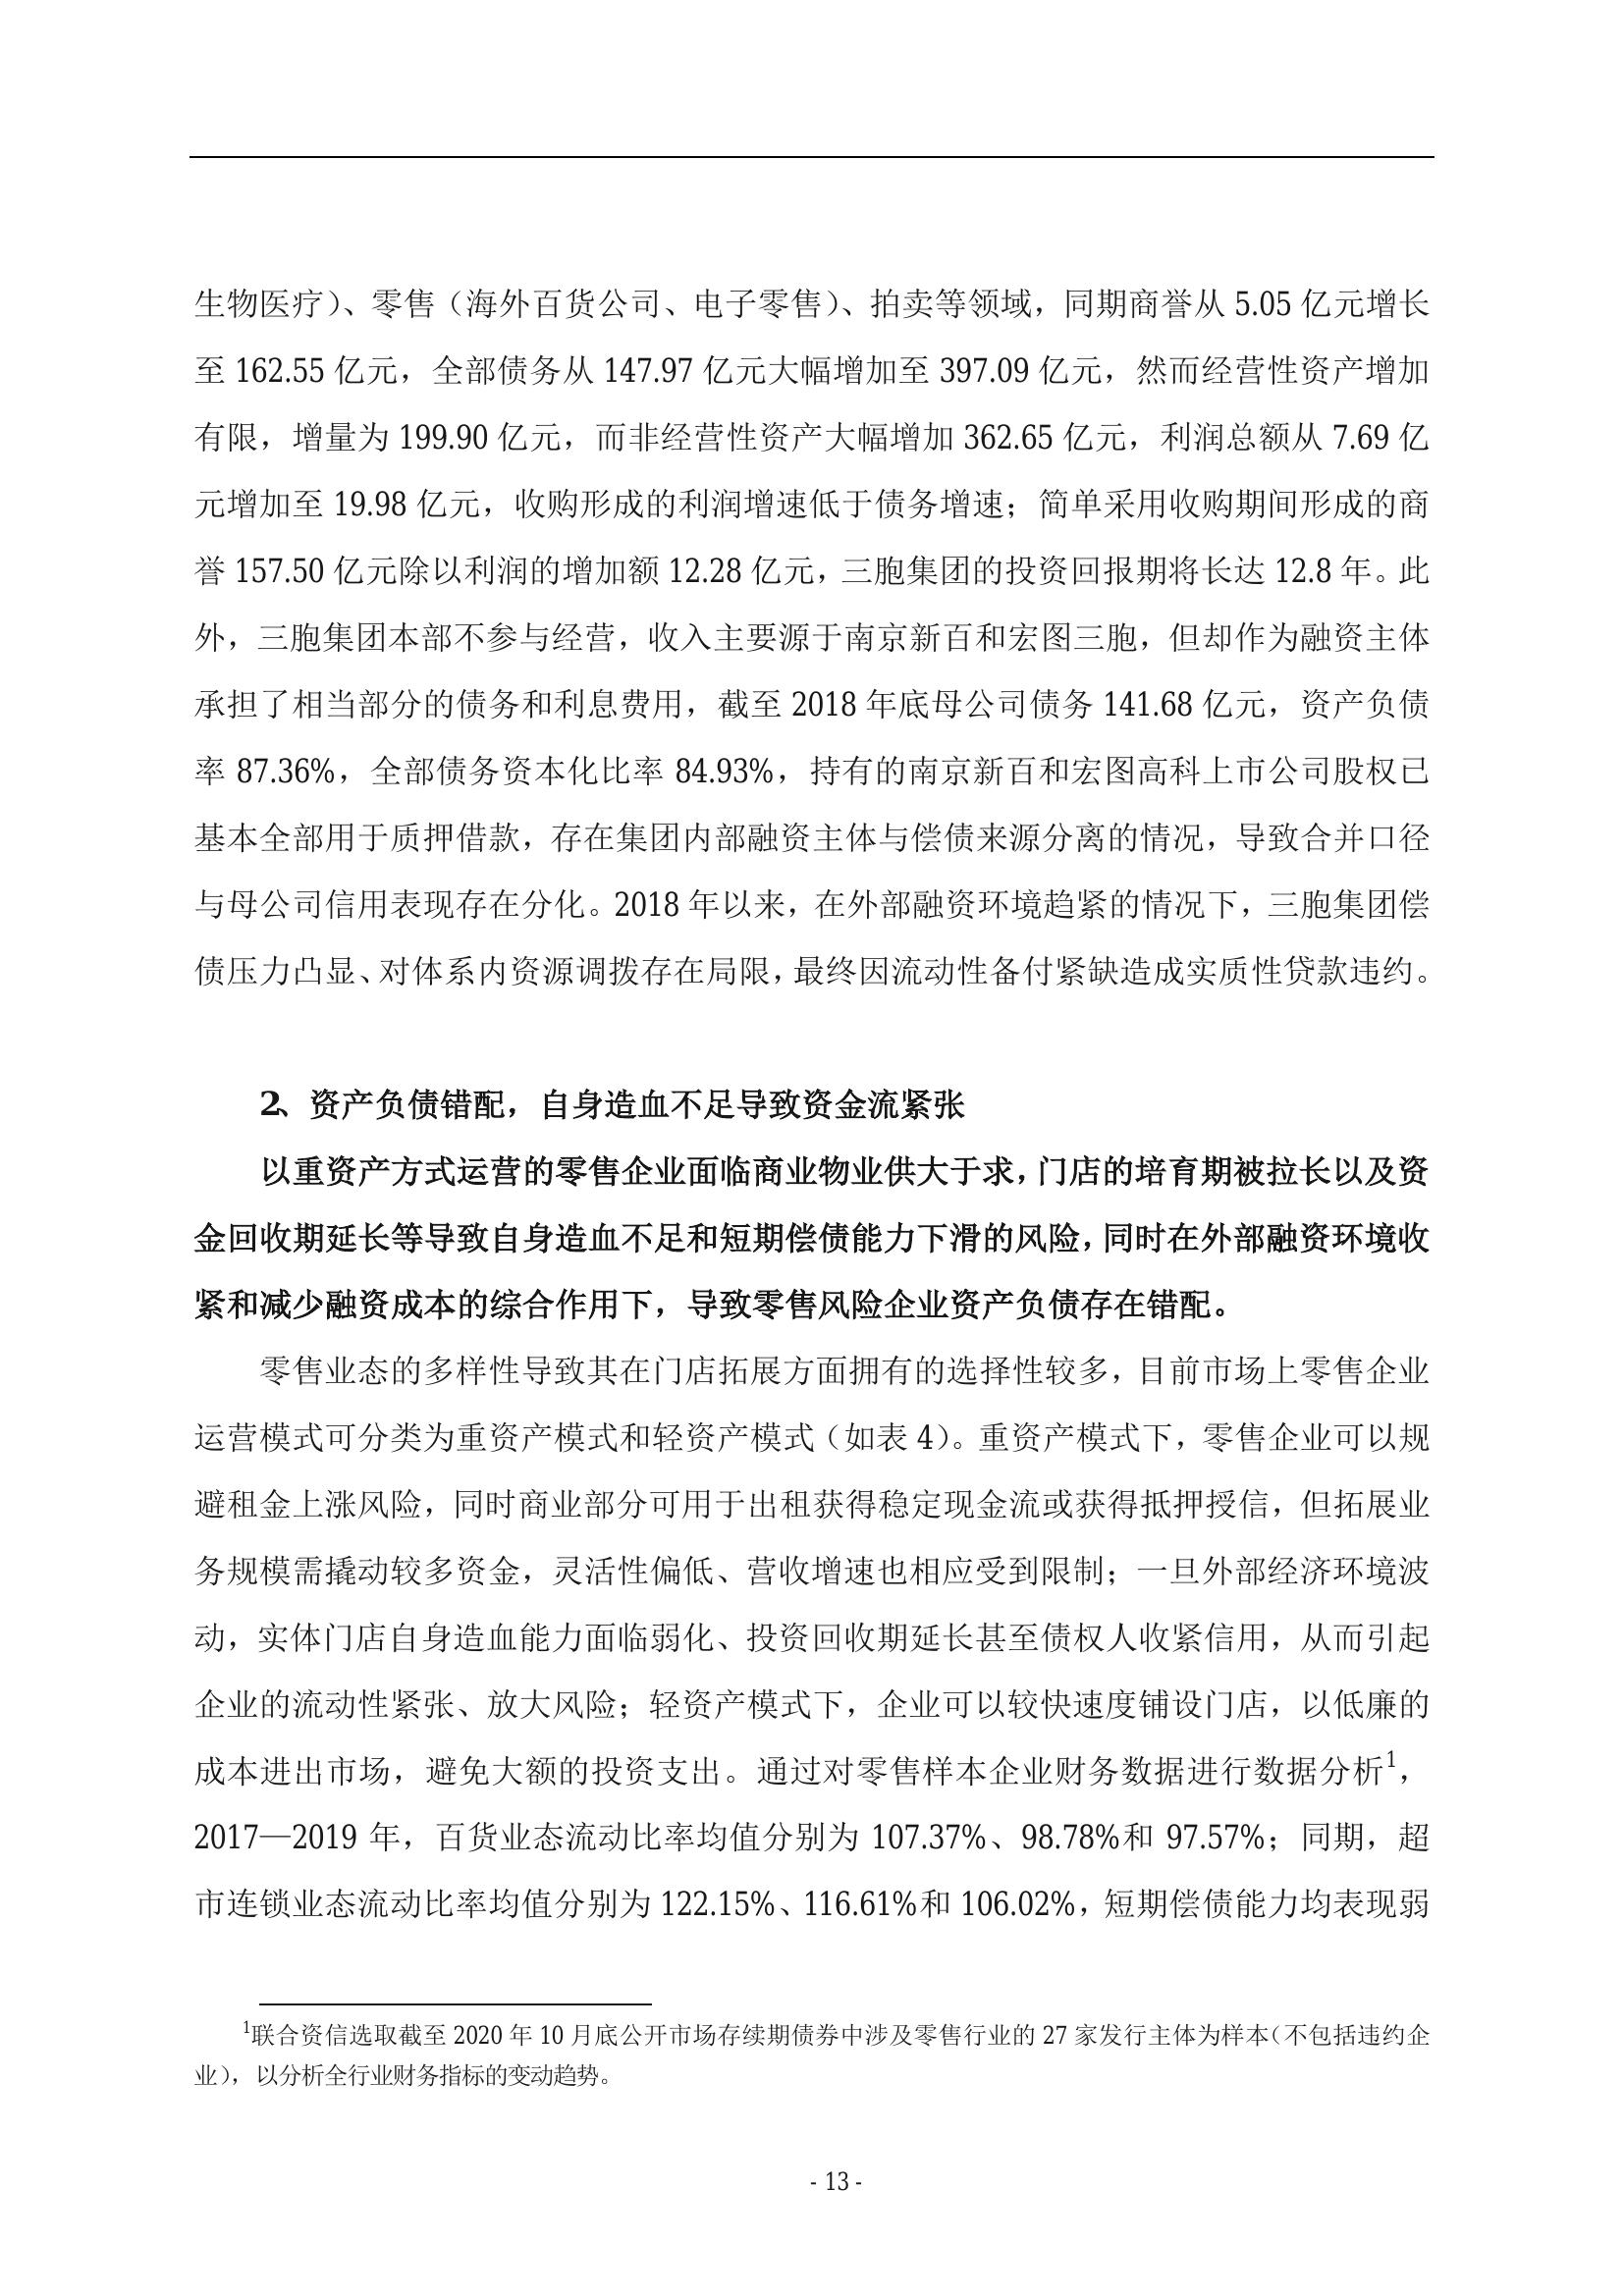 生物医疗）、零售（海外百货公司、电子零售）、拍卖等领域，同期商誉从 5.05 亿元增长
至 162.55 亿元，全部债务从 147.97 亿元大幅增加至 397.09 亿元，然而经营性资产增加
有限，增量为 199.90 亿元，而非经营性资产大幅增加 362.65 亿元，利润总额从 7.69 亿
元增加至 19.98 亿元，收购形成的利润增速低于债务增速；简单采用收购期间形成的商
誉 157.50 亿元除以利润的增加额 12.28 亿元，三胞集团的投资回报期将长达 12.8 年。此
外，三胞集团本部不参与经营，收入主要源于南京新百和宏图三胞，但却作为融资主体
承担了相当部分的债务和利息费用，截至 2018 年底母公司债务 141.68 亿元，资产负债
率 87.36%，全部债务资本化比率 84.93%，持有的南京新百和宏图高科上市公司股权已
基本全部用于质押借款，存在集团内部融资主体与偿债来源分离的情况，导致合并口径
与母公司信用表现存在分化。2018 年以来，在外部融资环境趋紧的情况下，三胞集团偿
债压力凸显、对体系内资源调拨存在局限，最终因流动性备付紧缺造成实质性贷款违约。
2、资产负债错配，自身造血不足导致资金流紧张
以重资产方式运营的零售企业面临商业物业供大于求，门店的培育期被拉长以及资
金回收期延长等导致自身造血不足和短期偿债能力下滑的风险，同时在外部融资环境收
紧和减少融资成本的综合作用下，导致零售风险企业资产负债存在错配。
零售业态的多样性导致其在门店拓展方面拥有的选择性较多，目前市场上零售企业
运营模式可分类为重资产模式和轻资产模式（如表 4）。重资产模式下，零售企业可以规
避租金上涨风险，同时商业部分可用于出租获得稳定现金流或获得抵押授信，但拓展业
务规模需撬动较多资金，灵活性偏低、营收增速也相应受到限制；一旦外部经济环境波
动，实体门店自身造血能力面临弱化、投资回收期延长甚至债权人收紧信用，从而引起
企业的流动性紧张、放大风险；轻资产模式下，企业可以较快速度铺设门店，以低廉的
成本进出市场，避免大额的投资支出。通过对零售样本企业财务数据进行数据分析1，
2017—2019 年，百货业态流动比率均值分别为 107.37%、98.78%和 97.57%；同期，超
市连锁业态流动比率均值分别为 122.15%、116.61%和 106.02%，短期偿债能力均表现弱
1联合资信选取截至 2020 年 10 月底公开市场存续期债券中涉及零售行业的 27 家发行主体为样本（不包括违约企
业），以分析全行业财务指标的变动趋势。
- 13 -